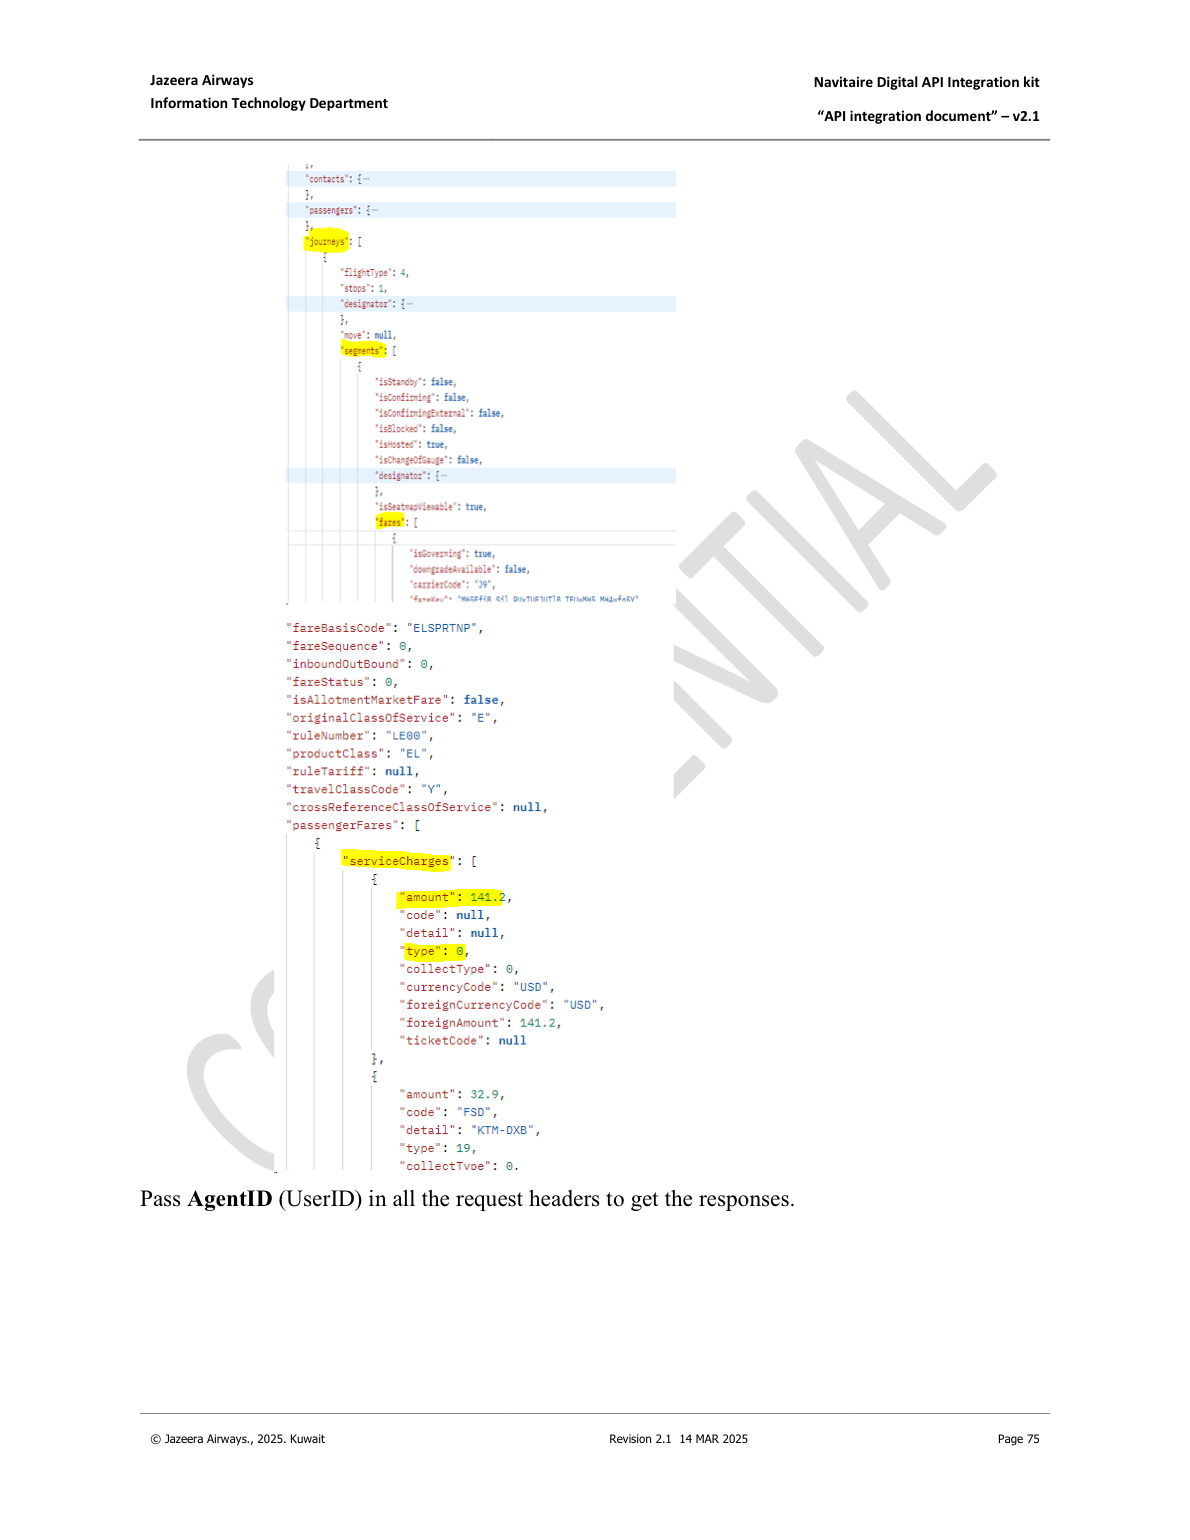 Jazeera Airways
Information Technology Department
Navitaire Digital API Integration kit
“API integration document” – v2.1
},
"contacts": {⋯
},
"passengers": {⋯
},
"journeys": [
{
"flightType": 4,
"stops": 1,
"designator": {⋯
},
"move": null,
"segments": [
{
"isStandby": false,
"isConfirming": false,
"isConfirmingExternal": false,
"isBlocked": false,
"isHosted": true,
"isChangeOfGauge": false,
"designator": {⋯
},
"isSeatmapViewable": true,
"fares": [
{
"isGoverning": true,
"downgradeAvailable": false,
"carrierCode": "J9",
"fareKey":
"fareBasisCode": "ELSPRTNP",
"fareSequence": 0,
"inboundOutBound": 0,
"fareStatus": 0,
"isAllotmentMarketFare": false,
"originalClassOfService": "E",
"ruleNumber": "LE00",
"productClass": "EL",
"ruleTariff": null,
"travelClassCode": "Y",
"crossReferenceClassOfService": null,
"passengerFares": [
{
"serviceCharges": [
{
"amount": 141.2,
"code": null,
"detail": null,
"type": 0,
"collectType": 0,
"currencyCode": "USD",
"foreignCurrencyCode": "USD",
"foreignAmount": 141.2,
"ticketCode": null
},
{
"amount": 32.9,
"code": "FSD",
"detail": "KTM-DXB",
"type": 19,
"collectType": 0,
Pass AgentID (UserID) in all the request headers to get the responses.
© Jazeera Airways., 2025. Kuwait
Revision 2.1 14 MAR 2025
Page 75